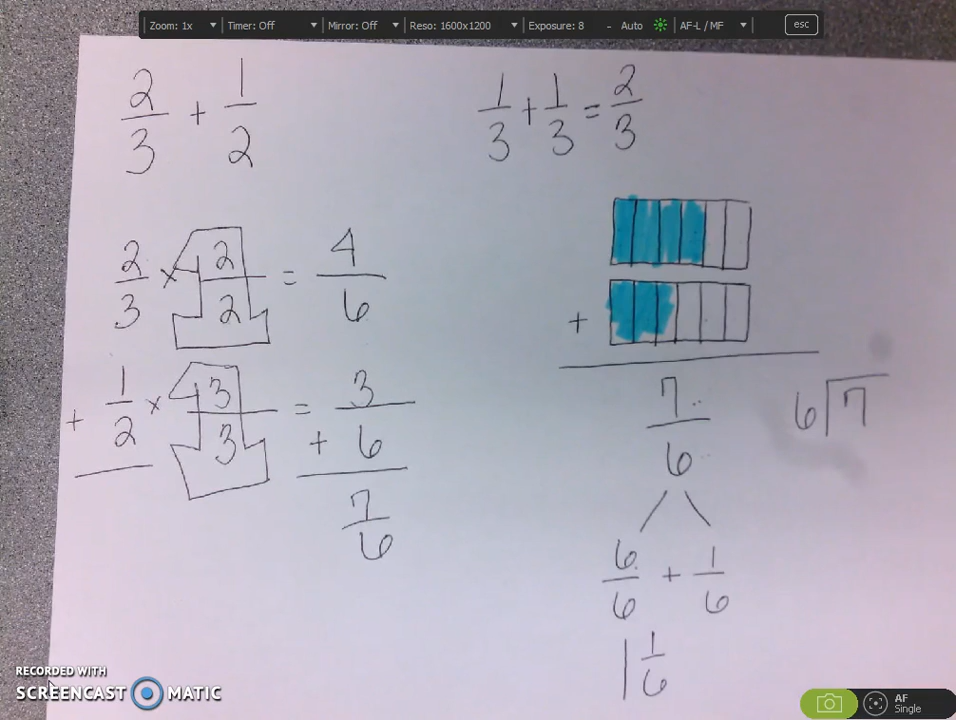 Zoom: 1x Timer: Off Mirror: Off Reso: 1600x1200 Exposure: 8 - Auto AF-L / MF esc
2/3 + 1/2
1/3 + 1/3 = 2/3
2/3 x 2/2 = 4/6
+ 1/2 x 3/3 = + 3/6
7/6
+
7/6
6⟌7
6/6 + 1/6
1 1/6
RECORDED WITH
SCREENCAST MATIC
AF
Single